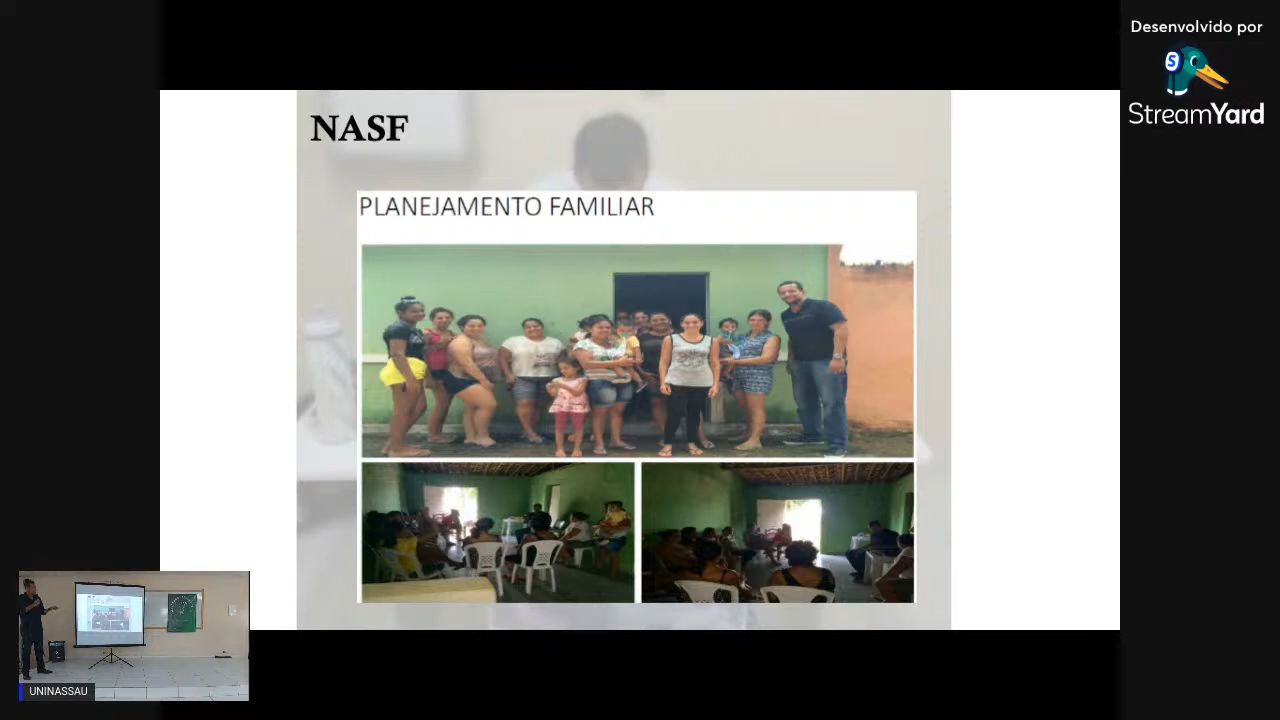 Desenvolvido por
StreamYard
NASF
PLANEJAMENTO FAMILIAR
UNINASSAU